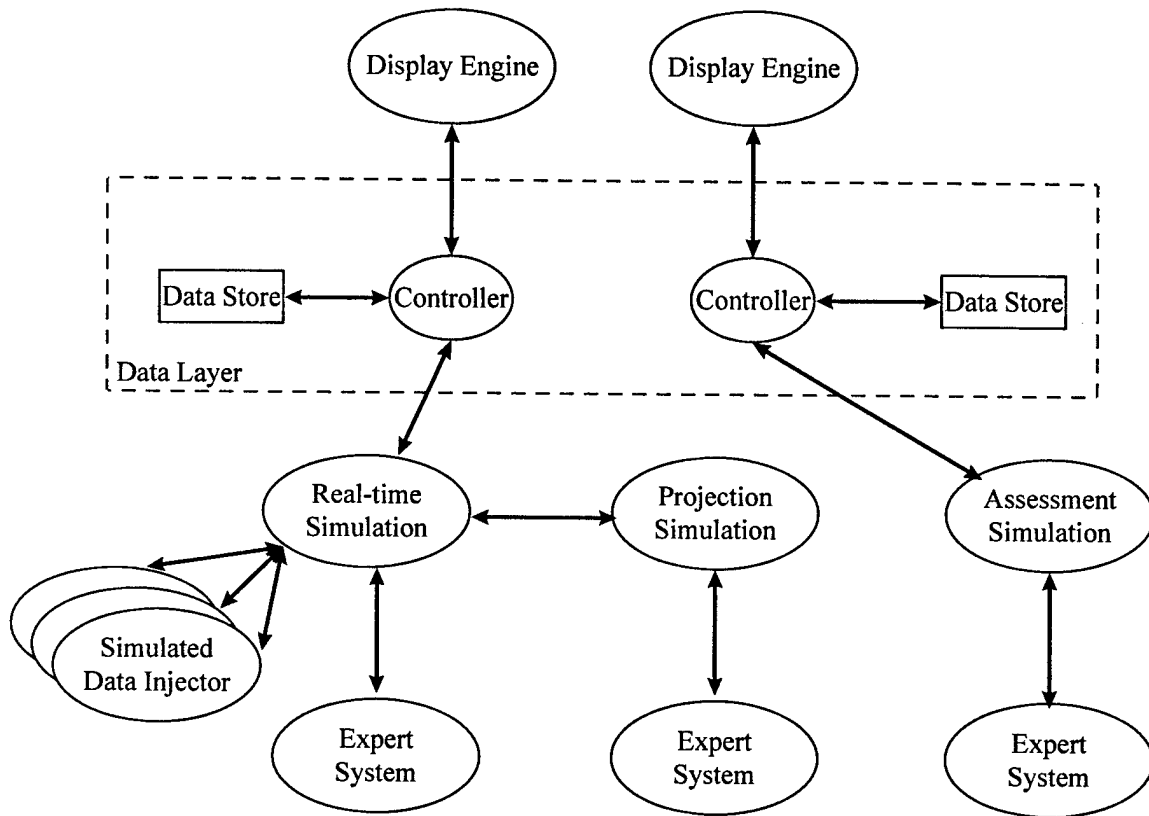 Display Engine
Display Engine
Data Store
Controller
Controller
Data Store
Data Layer
Real-time
Simulation
Projection
Simulation
Assessment
Simulation
Simulated
Data Injector
Expert
System
Expert
System
Expert
System